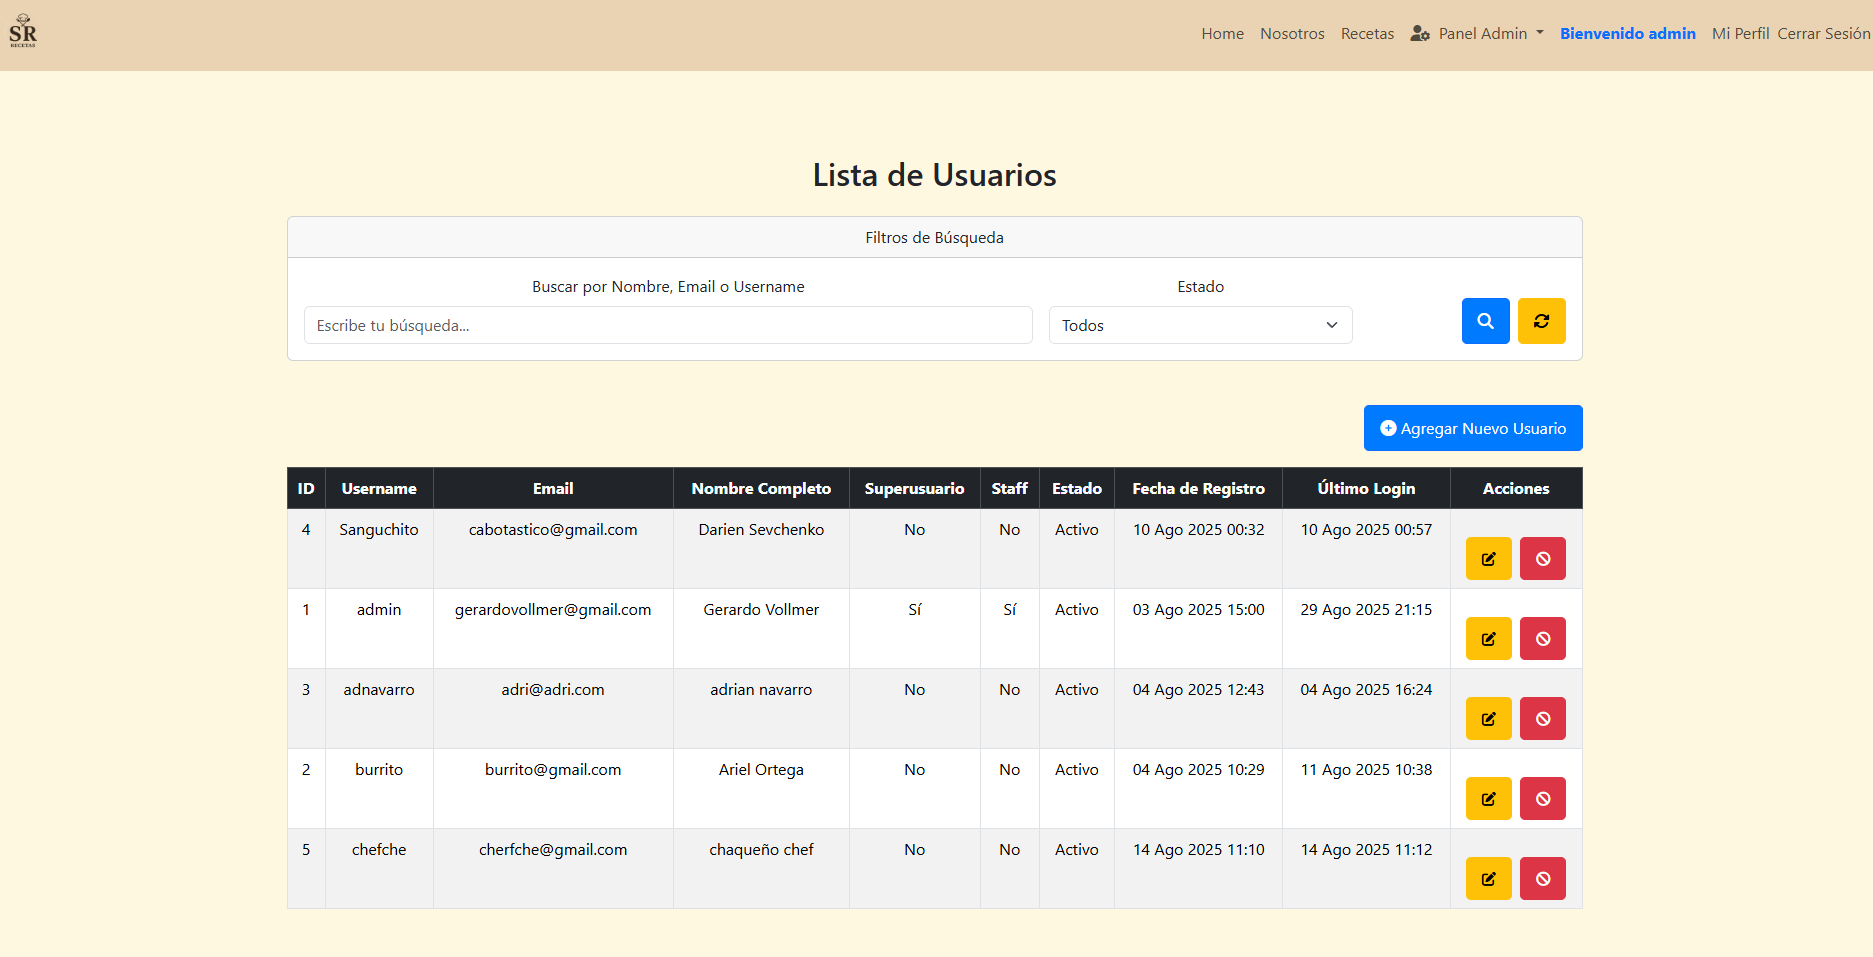 SR
RECETAS
Home Nosotros Recetas Panel Admin Bienvenido admin Mi Perfil Cerrar Sesión
Lista de Usuarios
Filtros de Búsqueda
Buscar por Nombre, Email o Username Estado
Escribe tu búsqueda... Todos
Agregar Nuevo Usuario
ID Username Email Nombre Completo Superusuario Staff Estado Fecha de Registro Último Login Acciones
4 Sanguchito cabotastico@gmail.com Darien Sevchenko No No Activo 10 Ago 2025 00:32 10 Ago 2025 00:57
1 admin gerardovollmer@gmail.com Gerardo Vollmer Sí Sí Activo 03 Ago 2025 15:00 29 Ago 2025 21:15
3 adnavarro adri@adri.com adrian navarro No No Activo 04 Ago 2025 12:43 04 Ago 2025 16:24
2 burrito burrito@gmail.com Ariel Ortega No No Activo 04 Ago 2025 10:29 11 Ago 2025 10:38
5 chefche cherfche@gmail.com chaqueño chef No No Activo 14 Ago 2025 11:10 14 Ago 2025 11:12